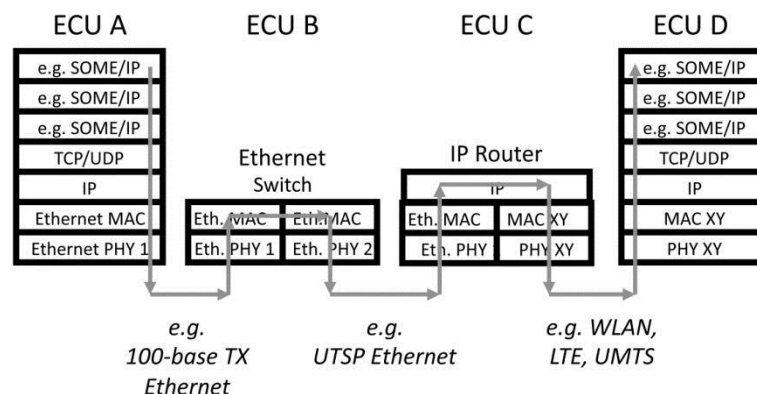 ECU A
ECU B
ECU C
ECU D
e.g. SOME/IP
e.g. SOME/IP
e.g. SOME/IP
TCP/UDP
IP
Ethernet MAC
Ethernet PHY 1
Ethernet
Switch
Eth. MAC
Eth.MAC
Eth. PHY 1
Eth. PHY 2
IP Router
IP
Eth. MAC
MAC XY
Eth. PHY
PHY XY
e.g. SOME/IP
e.g. SOME/IP
e.g. SOME/IP
TCP/UDP
IP
MAC XY
PHY XY
e.g.
100-base TX
Ethernet
e.g.
UTSP Ethernet
e.g. WLAN,
LTE, UMTS